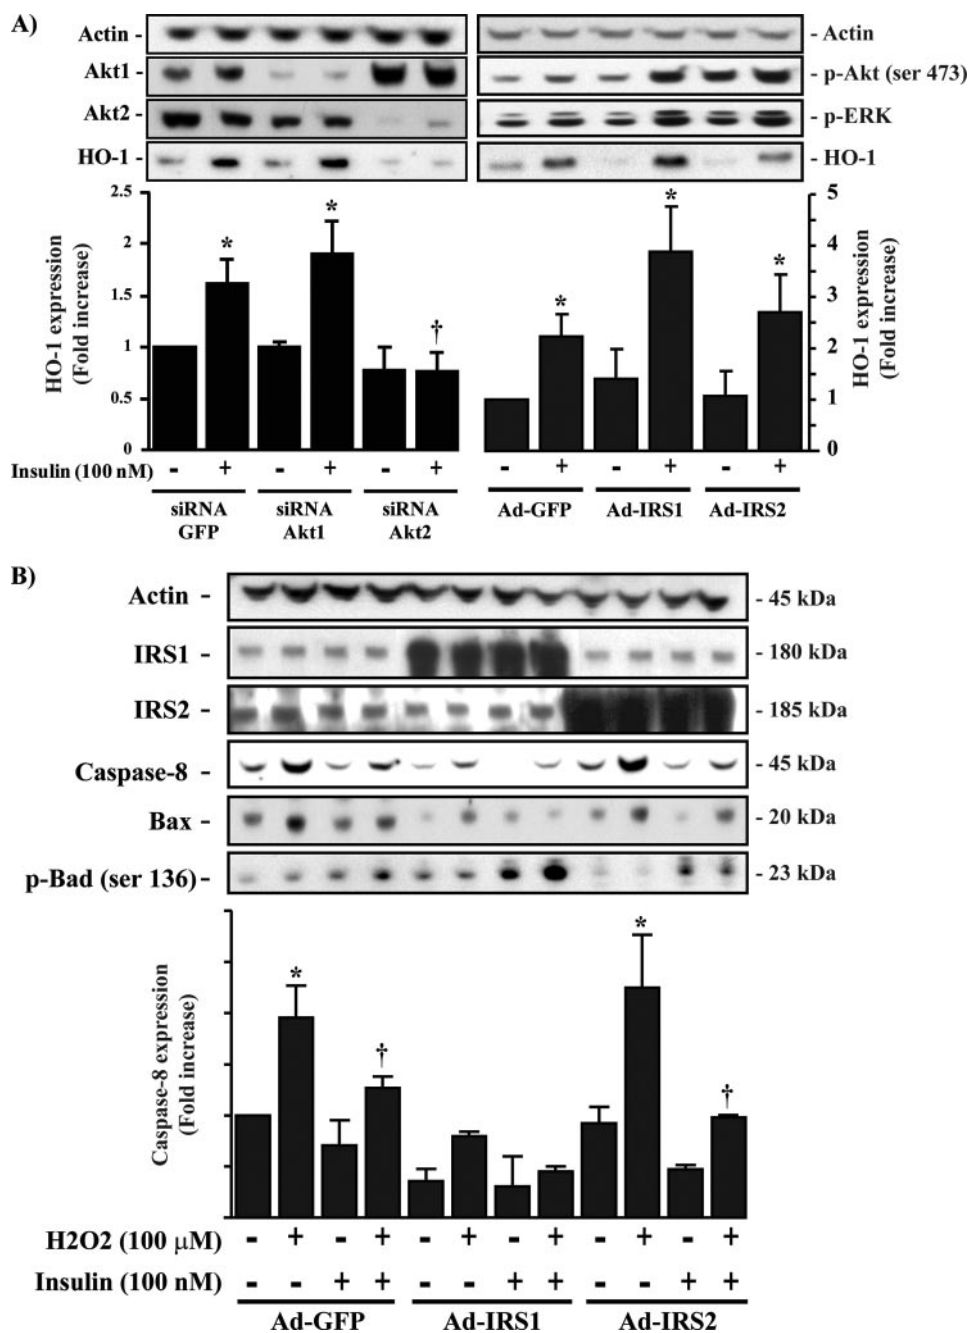 A)
Actin -
Akt1 -
Akt2 -
HO-1 -
- Actin
- p-Akt (ser 473)
- p-ERK
- HO-1
HO-1 expression
(Fold increase)
2.5
2
1.5
1
0.5
0
* * †
* * *
5
4
3
2
1
0
HO-1 expression
(Fold increase)
Insulin (100 nM) - + - + - + - + - + - +
siRNA GFP
siRNA Akt1
siRNA Akt2
Ad-GFP
Ad-IRS1
Ad-IRS2
B)
Actin - - 45 kDa
IRS1 - - 180 kDa
IRS2 - - 185 kDa
Caspase-8 - - 45 kDa
Bax - - 20 kDa
p-Bad (ser 136) - - 23 kDa
Caspase-8 expression
(Fold increase)
* † * †
H2O2 (100 μM) - + - + - + - + - + - +
Insulin (100 nM) - - + + - - + + - - + +
Ad-GFP Ad-IRS1 Ad-IRS2